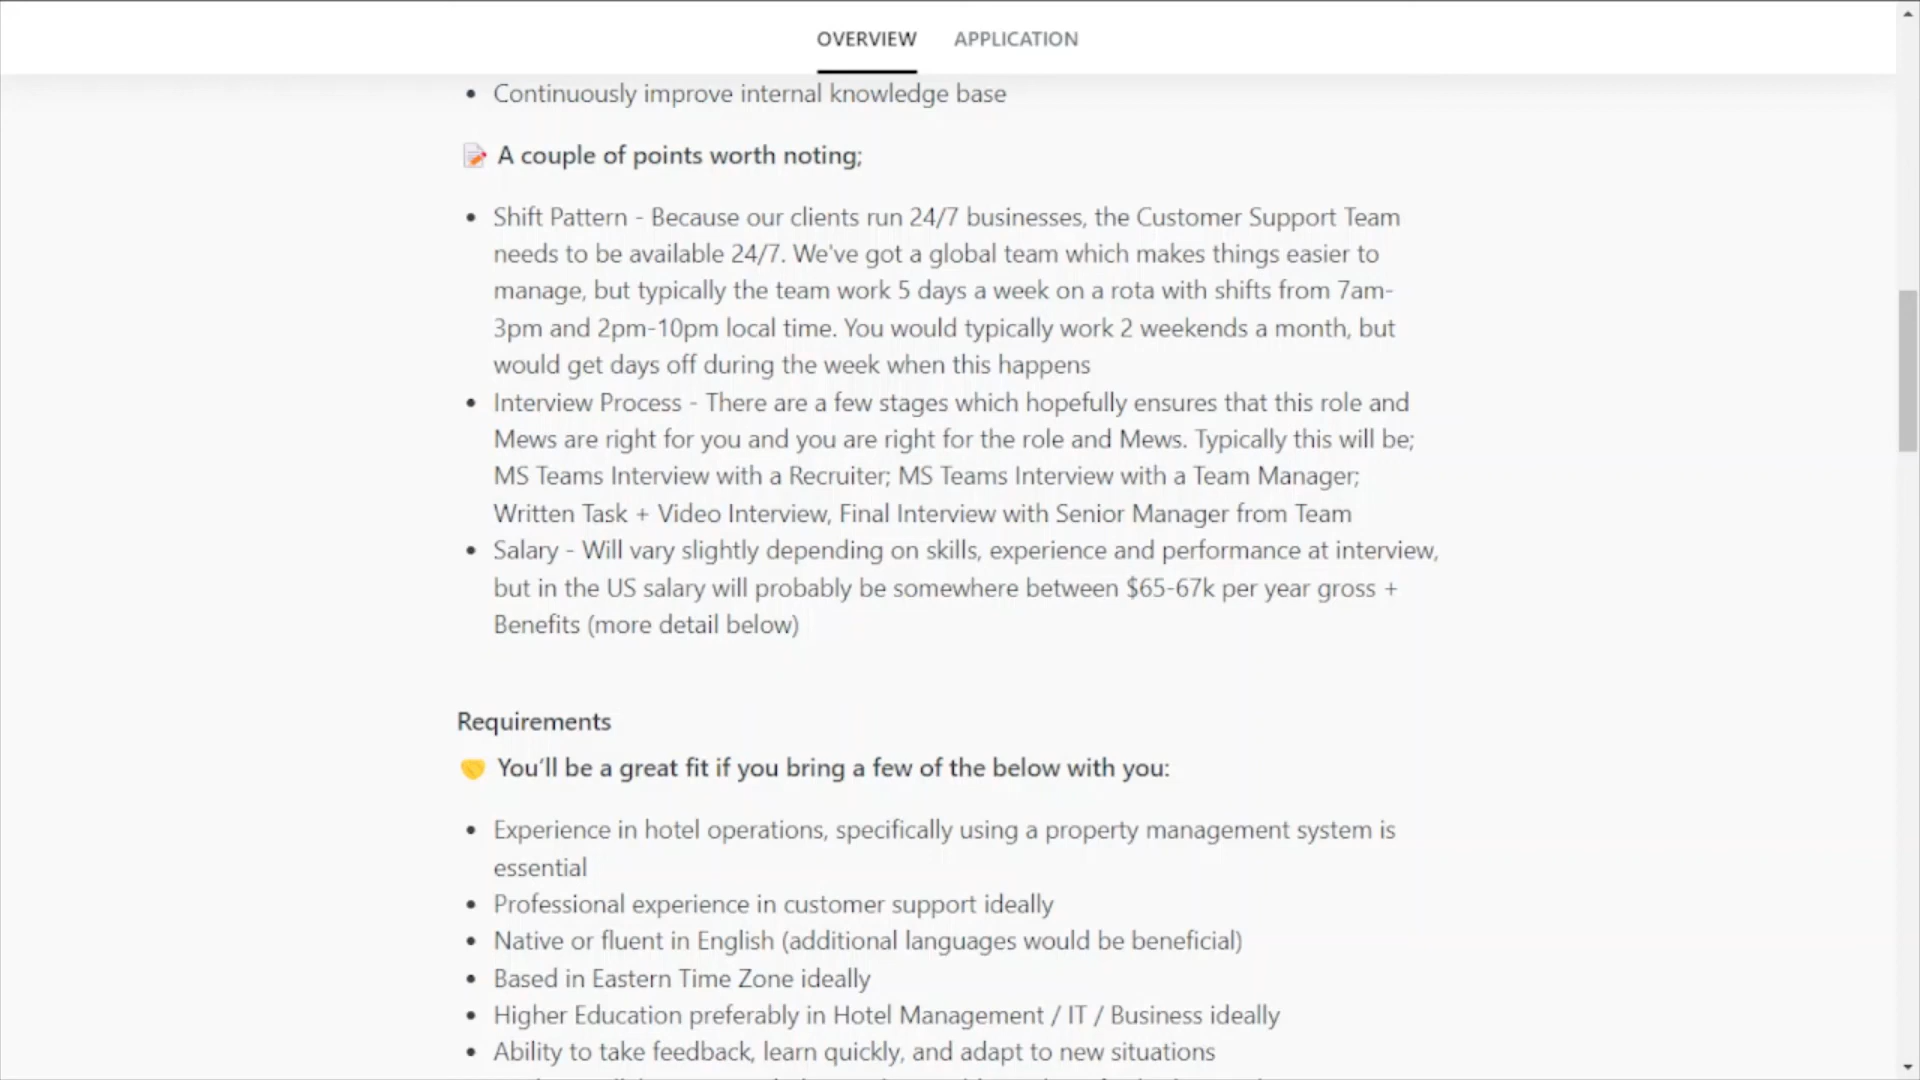 OVERVIEW APPLICATION
Continuously improve internal knowledge base
A couple of points worth noting;
Shift Pattern - Because our clients run 24/7 businesses, the Customer Support Team
needs to be available 24/7. We've got a global team which makes things easier to
manage, but typically the team work 5 days a week on a rota with shifts from 7am-
3pm and 2pm-10pm local time. You would typically work 2 weekends a month, but
would get days off during the week when this happens
Interview Process - There are a few stages which hopefully ensures that this role and
Mews are right for you and you are right for the role and Mews. Typically this will be;
MS Teams Interview with a Recruiter; MS Teams Interview with a Team Manager;
Written Task + Video Interview, Final Interview with Senior Manager from Team
Salary - Will vary slightly depending on skills, experience and performance at interview,
but in the US salary will probably be somewhere between $65-67k per year gross +
Benefits (more detail below)
Requirements
You’ll be a great fit if you bring a few of the below with you:
Experience in hotel operations, specifically using a property management system is
essential
Professional experience in customer support ideally
Native or fluent in English (additional languages would be beneficial)
Based in Eastern Time Zone ideally
Higher Education preferably in Hotel Management / IT / Business ideally
Ability to take feedback, learn quickly, and adapt to new situations